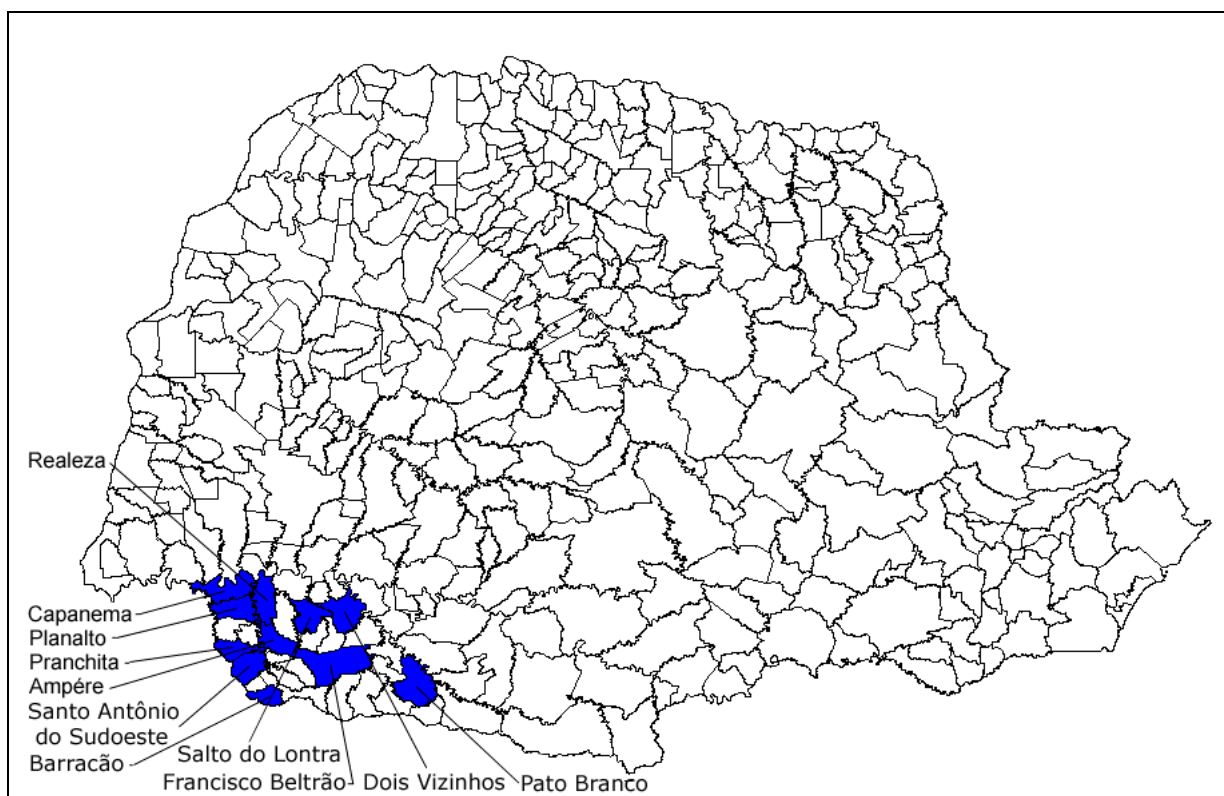 Realeza
Capanema
Planalto
Pranchita
Ampére
Santo Antônio
do Sudoeste
Barracão
Salto do Lontra
Francisco Beltrão
Dois Vizinhos
Pato Branco